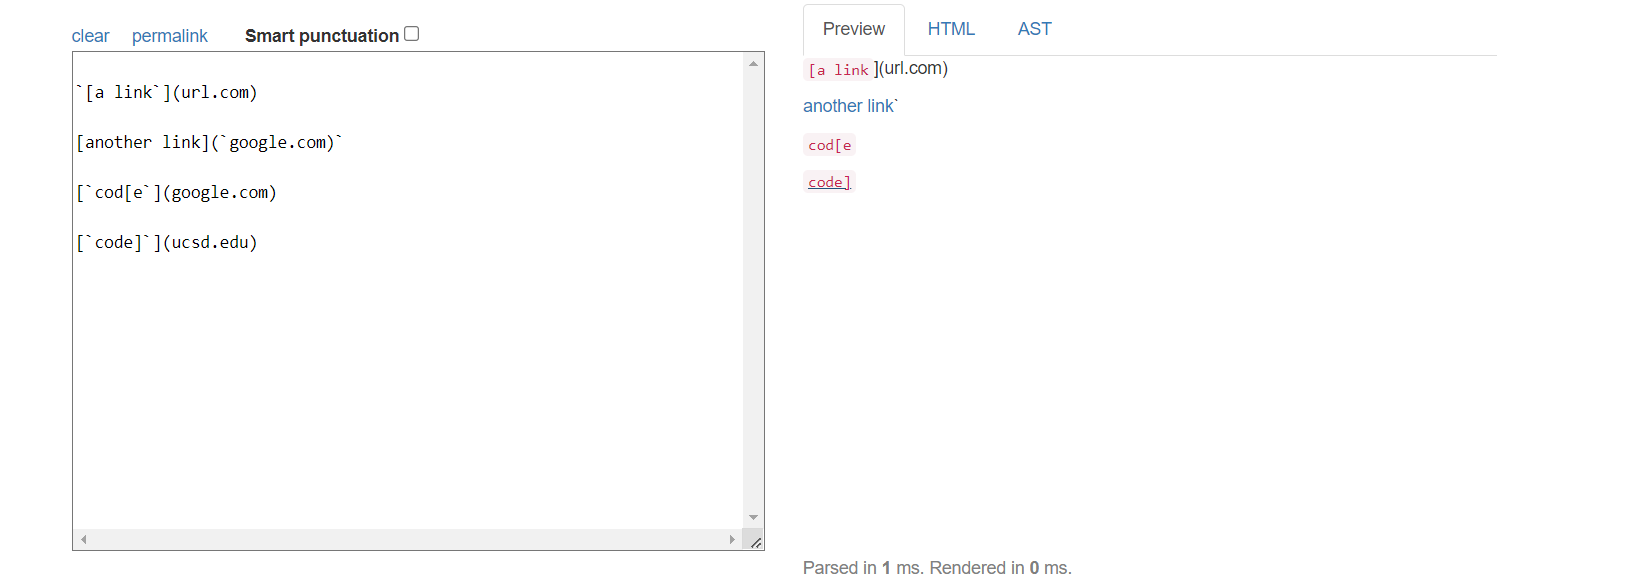 clear permalink Smart punctuation
`[a link`](url.com)
[another link](`google.com)`
[`cod[e`](google.com)
[`code]`](ucsd.edu)
Preview HTML AST
[a link](url.com)
another link`
cod[e
code]
Parsed in 1 ms. Rendered in 0 ms.